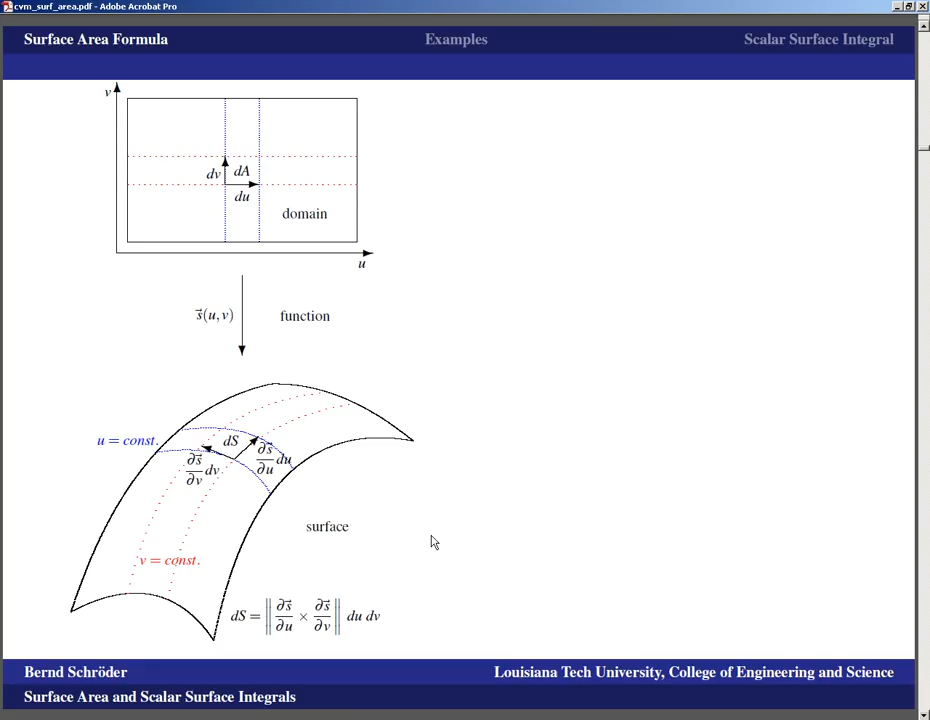 cvm_surf_area.pdf - Adobe Acrobat Pro
Surface Area Formula Examples Scalar Surface Integral
v
dv dA
du
domain
u
s⃗(u,v) function
u = const. dS
∂s⃗/∂v dv ∂s⃗/∂u du
surface
v = const.
dS = ‖∂s⃗/∂u × ∂s⃗/∂v‖ du dv
Bernd Schröder Louisiana Tech University, College of Engineering and Science
Surface Area and Scalar Surface Integrals